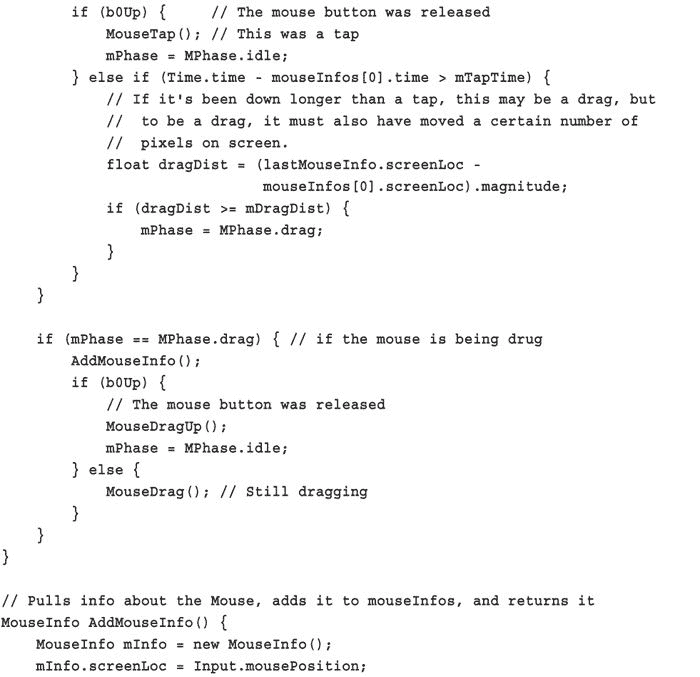 if (b0Up) {     // The mouse button was released
            MouseTap(); // This was a tap
            mPhase = MPhase.idle;
        } else if (Time.time - mouseInfos[0].time > mTapTime) {
            // If it's been down longer than a tap, this may be a drag, but
            //  to be a drag, it must also have moved a certain number of
            //  pixels on screen.
            float dragDist = (lastMouseInfo.screenLoc -
                              mouseInfos[0].screenLoc).magnitude;
            if (dragDist >= mDragDist) {
                mPhase = MPhase.drag;
            }
        }
    }

    if (mPhase == MPhase.drag) { // if the mouse is being drug
        AddMouseInfo();
        if (b0Up) {
            // The mouse button was released
            MouseDragUp();
            mPhase = MPhase.idle;
        } else {
            MouseDrag(); // Still dragging
        }
    }
}

// Pulls info about the Mouse, adds it to mouseInfos, and returns it
MouseInfo AddMouseInfo() {
    MouseInfo mInfo = new MouseInfo();
    mInfo.screenLoc = Input.mousePosition;